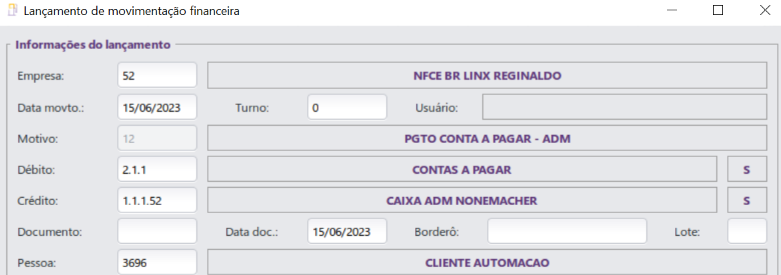 Lançamento de movimentação financeira
Informações do lançamento
Empresa: 52 NFCE BR LINX REGINALDO
Data movto.: 15/06/2023 Turno: 0 Usuário:
Motivo: 12 PGTO CONTA A PAGAR - ADM
Débito: 2.1.1 CONTAS A PAGAR S
Crédito: 1.1.1.52 CAIXA ADM NONEMACHER S
Documento: Data doc.: 15/06/2023 Borderô: Lote:
Pessoa: 3696 CLIENTE AUTOMACAO